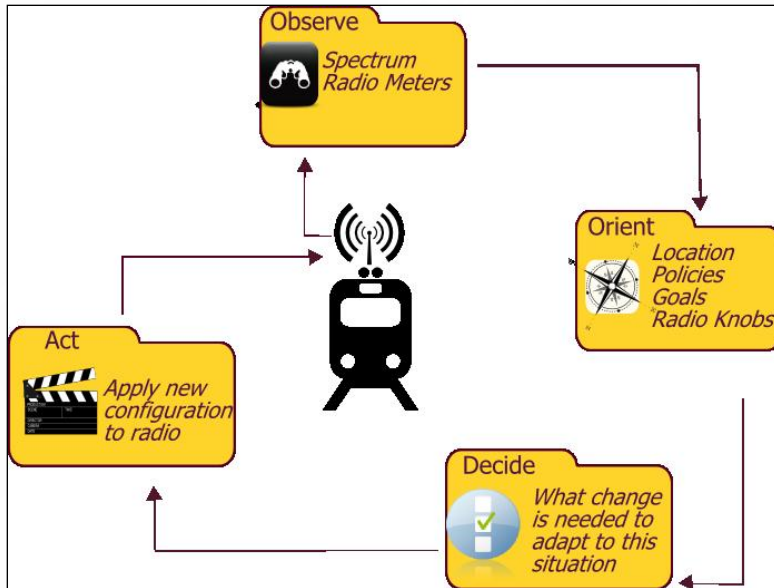 Observe
Spectrum
Radio Meters
Orient
Location
Policies
Goals
Radio Knobs
Act
Apply new
configuration
to radio
Decide
What change
is needed to
adapt to this
situation